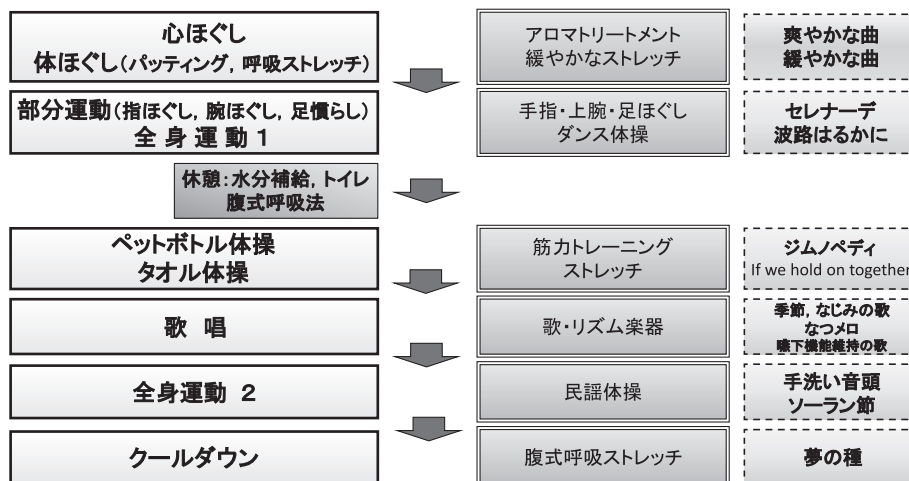 心ほぐし
体ほぐし(パッティング, 呼吸ストレッチ)
アロマトリートメント
緩やかなストレッチ
爽やかな曲
緩やかな曲
部分運動(指ほぐし, 腕ほぐし, 足慣らし)
全身運動1
手指・上腕・足ほぐし
ダンス体操
セレナーデ
波路はるかに
休憩:水分補給,トイレ
腹式呼吸法
ペットボトル体操
タオル体操
筋力トレーニング
ストレッチ
ジムノペディ
If we hold on together
歌 唱
歌・リズム楽器
季節, なじみの歌
なつメロ
嚥下機能維持の歌
全身運動 2
民謡体操
手洗い音頭
ソーラン節
クールダウン
腹式呼吸ストレッチ
夢の種